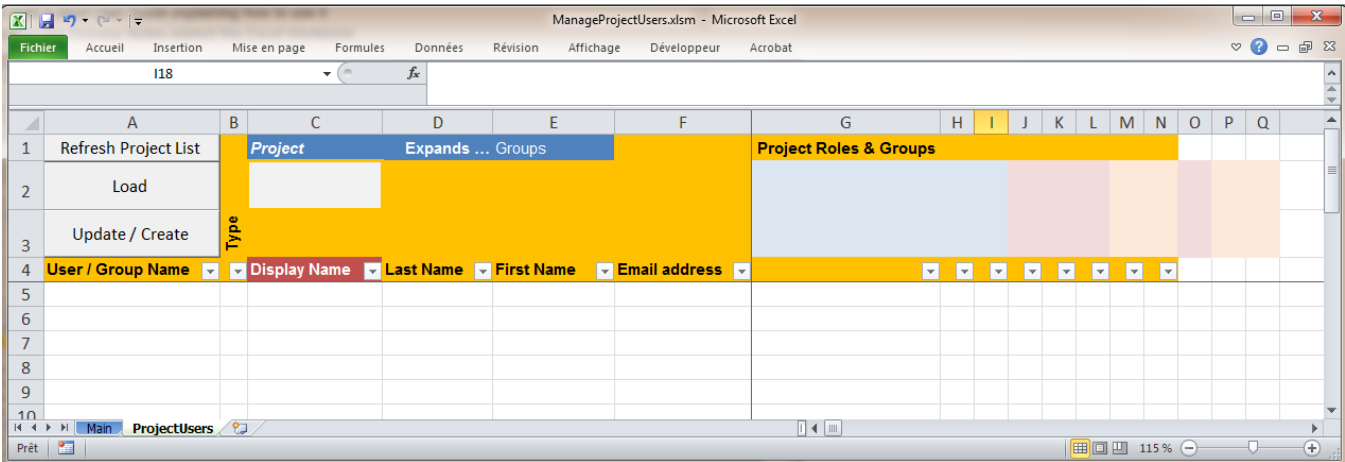 ManageProjectUsers.xlsm - Microsoft Excel
Fichier Accueil Insertion Mise en page Formules Données Révision Affichage Développeur Acrobat
I18 fx
A B C D E F G H I J K L M N O P Q
1 Refresh Project List Project Expands ... Groups Project Roles & Groups
2 Load
Type
3 Update / Create
4 User / Group Name Display Name Last Name First Name Email address
5
6
7
8
9
10
Main ProjectUsers
Prêt 115 %